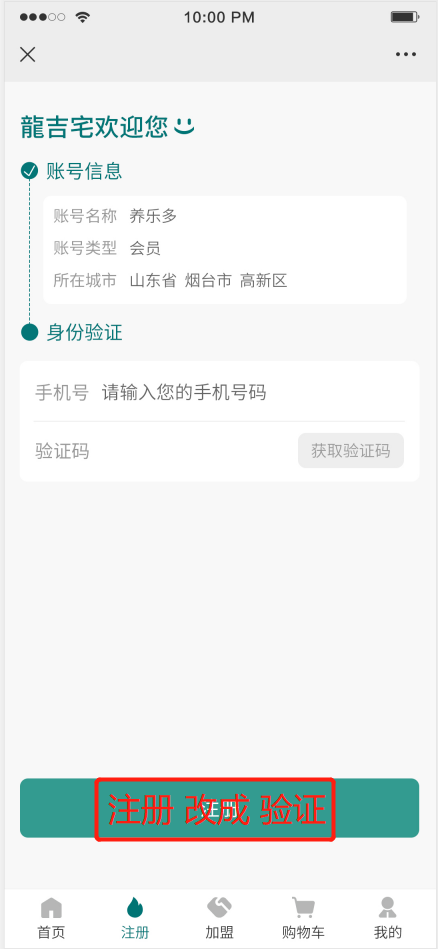 10:00 PM
龍吉宅欢迎您
账号信息
账号名称 养乐多
账号类型 会员
所在城市 山东省 烟台市 高新区
身份验证
手机号 请输入您的手机号码
验证码 获取验证码
注册
注册 改成 验证
首页 注册 加盟 购物车 我的